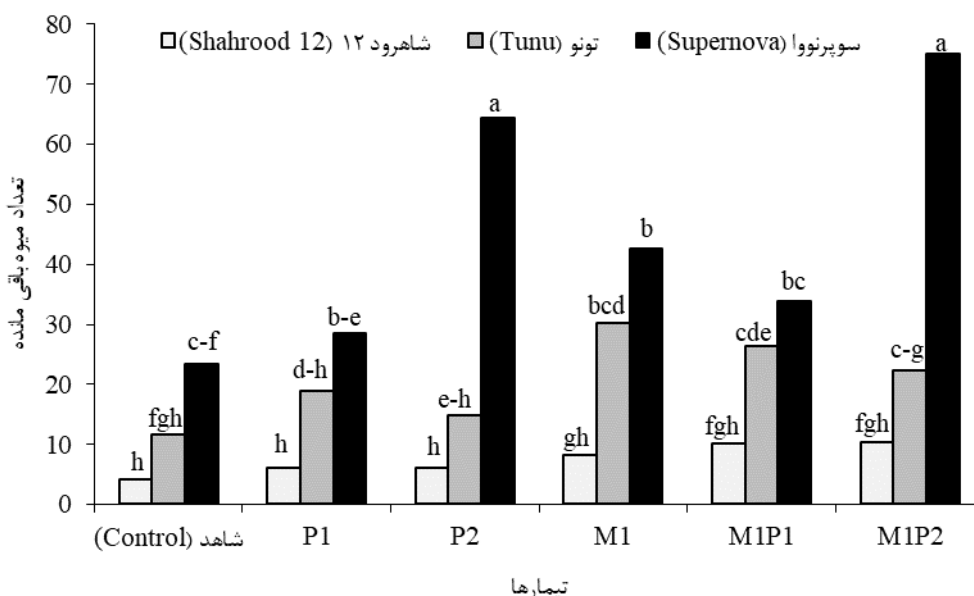 80
شاهرود ۱۲ (Shahrood 12) تونو (Tunu) سوپرنووا (Supernova)
70
60
50
40
30
20
10
0
تعداد میوه باقی مانده
h fgh c-f
h d-h b-e
h e-h a
gh bcd b
fgh cde bc
fgh c-g a
شاهد (Control) P1 P2 M1 M1P1 M1P2
تیمارها